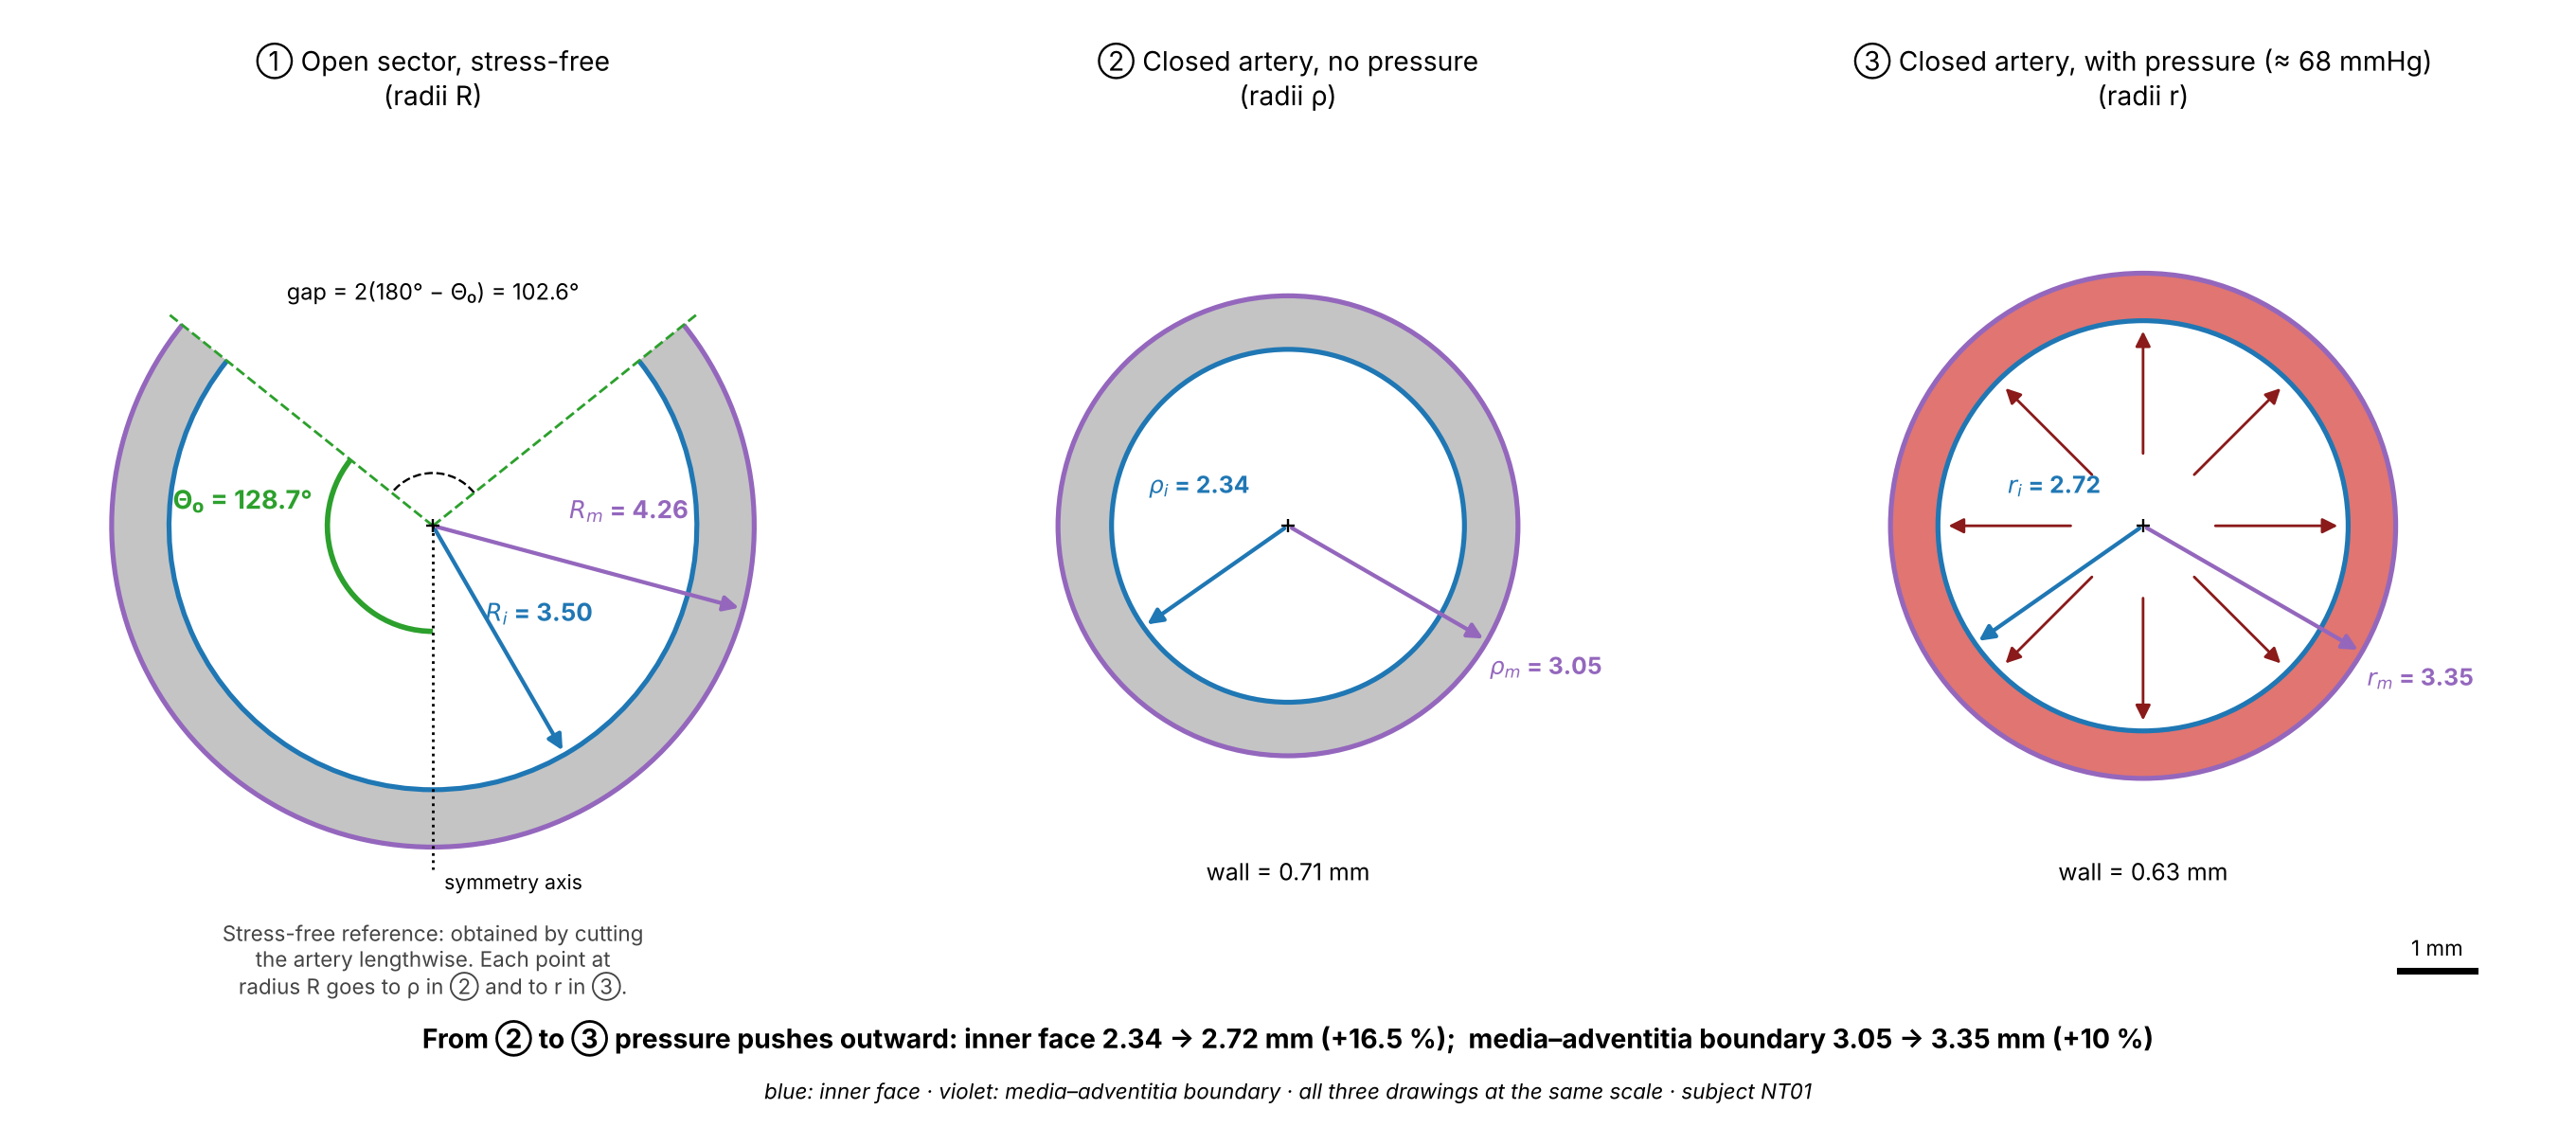 ① Open sector, stress-free
(radii R)
② Closed artery, no pressure
(radii ρ)
③ Closed artery, with pressure (≈ 68 mmHg)
(radii r)
gap = 2(180° − Θₒ) = 102.6°
Θₒ = 128.7°
Rₘ = 4.26
Rᵢ = 3.50
symmetry axis
Stress-free reference: obtained by cutting
the artery lengthwise. Each point at
radius R goes to ρ in ② and to r in ③.
ρᵢ = 2.34
ρₘ = 3.05
wall = 0.71 mm
rᵢ = 2.72
rₘ = 3.35
wall = 0.63 mm
1 mm
From ② to ③ pressure pushes outward: inner face 2.34 → 2.72 mm (+16.5 %); media–adventitia boundary 3.05 → 3.35 mm (+10 %)
blue: inner face · violet: media–adventitia boundary · all three drawings at the same scale · subject NT01